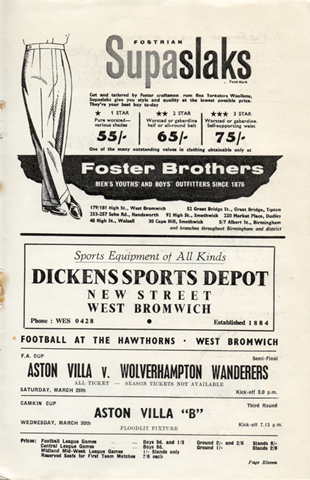 FOSTRIAN
Supaslaks
Cut and tailored by Foster craftsmen from fine Yorkshire Woollens,
Supaslaks give you style and quality at the lowest possible price.
They're your best buy to-day!
★ 1 STAR ★★ 2 STAR ★★★ 3 STAR
Pure worsted— Worsted or gabardine Worsted or gabardine.
various shades half or all-round belt Self-supporting waist
55/- 65/- 75/-
One of the many outstanding values in clothing obtainable only at
Foster Brothers
MEN'S YOUTHS' AND BOYS' OUTFITTERS SINCE 1876
179/181 High St., West Bromwich 52 Great Bridge St., Great Bridge, Tipton
253-257 Soho Rd., Handsworth 92 High St., Smethwick 220 Market Place, Dudley
48 High St., Walsall 30 Cape Hill, Smethwick 5/7 Albert St., Birmingham
and branches throughout Birmingham and district
Sports Equipment of All Kinds
DICKENS SPORTS DEPOT
NEW STREET
WEST BROMWICH
Phone : WES 0428 • Established 1884
FOOTBALL AT THE HAWTHORNS · WEST BROMWICH
F.A. CUP Semi-Final
ASTON VILLA v. WOLVERHAMPTON WANDERERS
ALL TICKET — SEASON TICKETS NOT AVAILABLE
SATURDAY, MARCH 26th Kick-off 3.0 p.m.
CAMKIN CUP Third Round
ASTON VILLA "B"
WEDNESDAY, MARCH 30th Kick-off 7.15 p.m.
FLOODLIT FIXTURE
Prices: Football League Games — Boys 9d. and 1/3 Ground 2/- and 2/6 Stands 5/-
Central League Games — Boys 6d. Ground 1/- Stands 2/6
Midland Mid-Week League Games 1/- Stands only
Reserved Seats for First Team Matches 7/6 each
Page Eleven